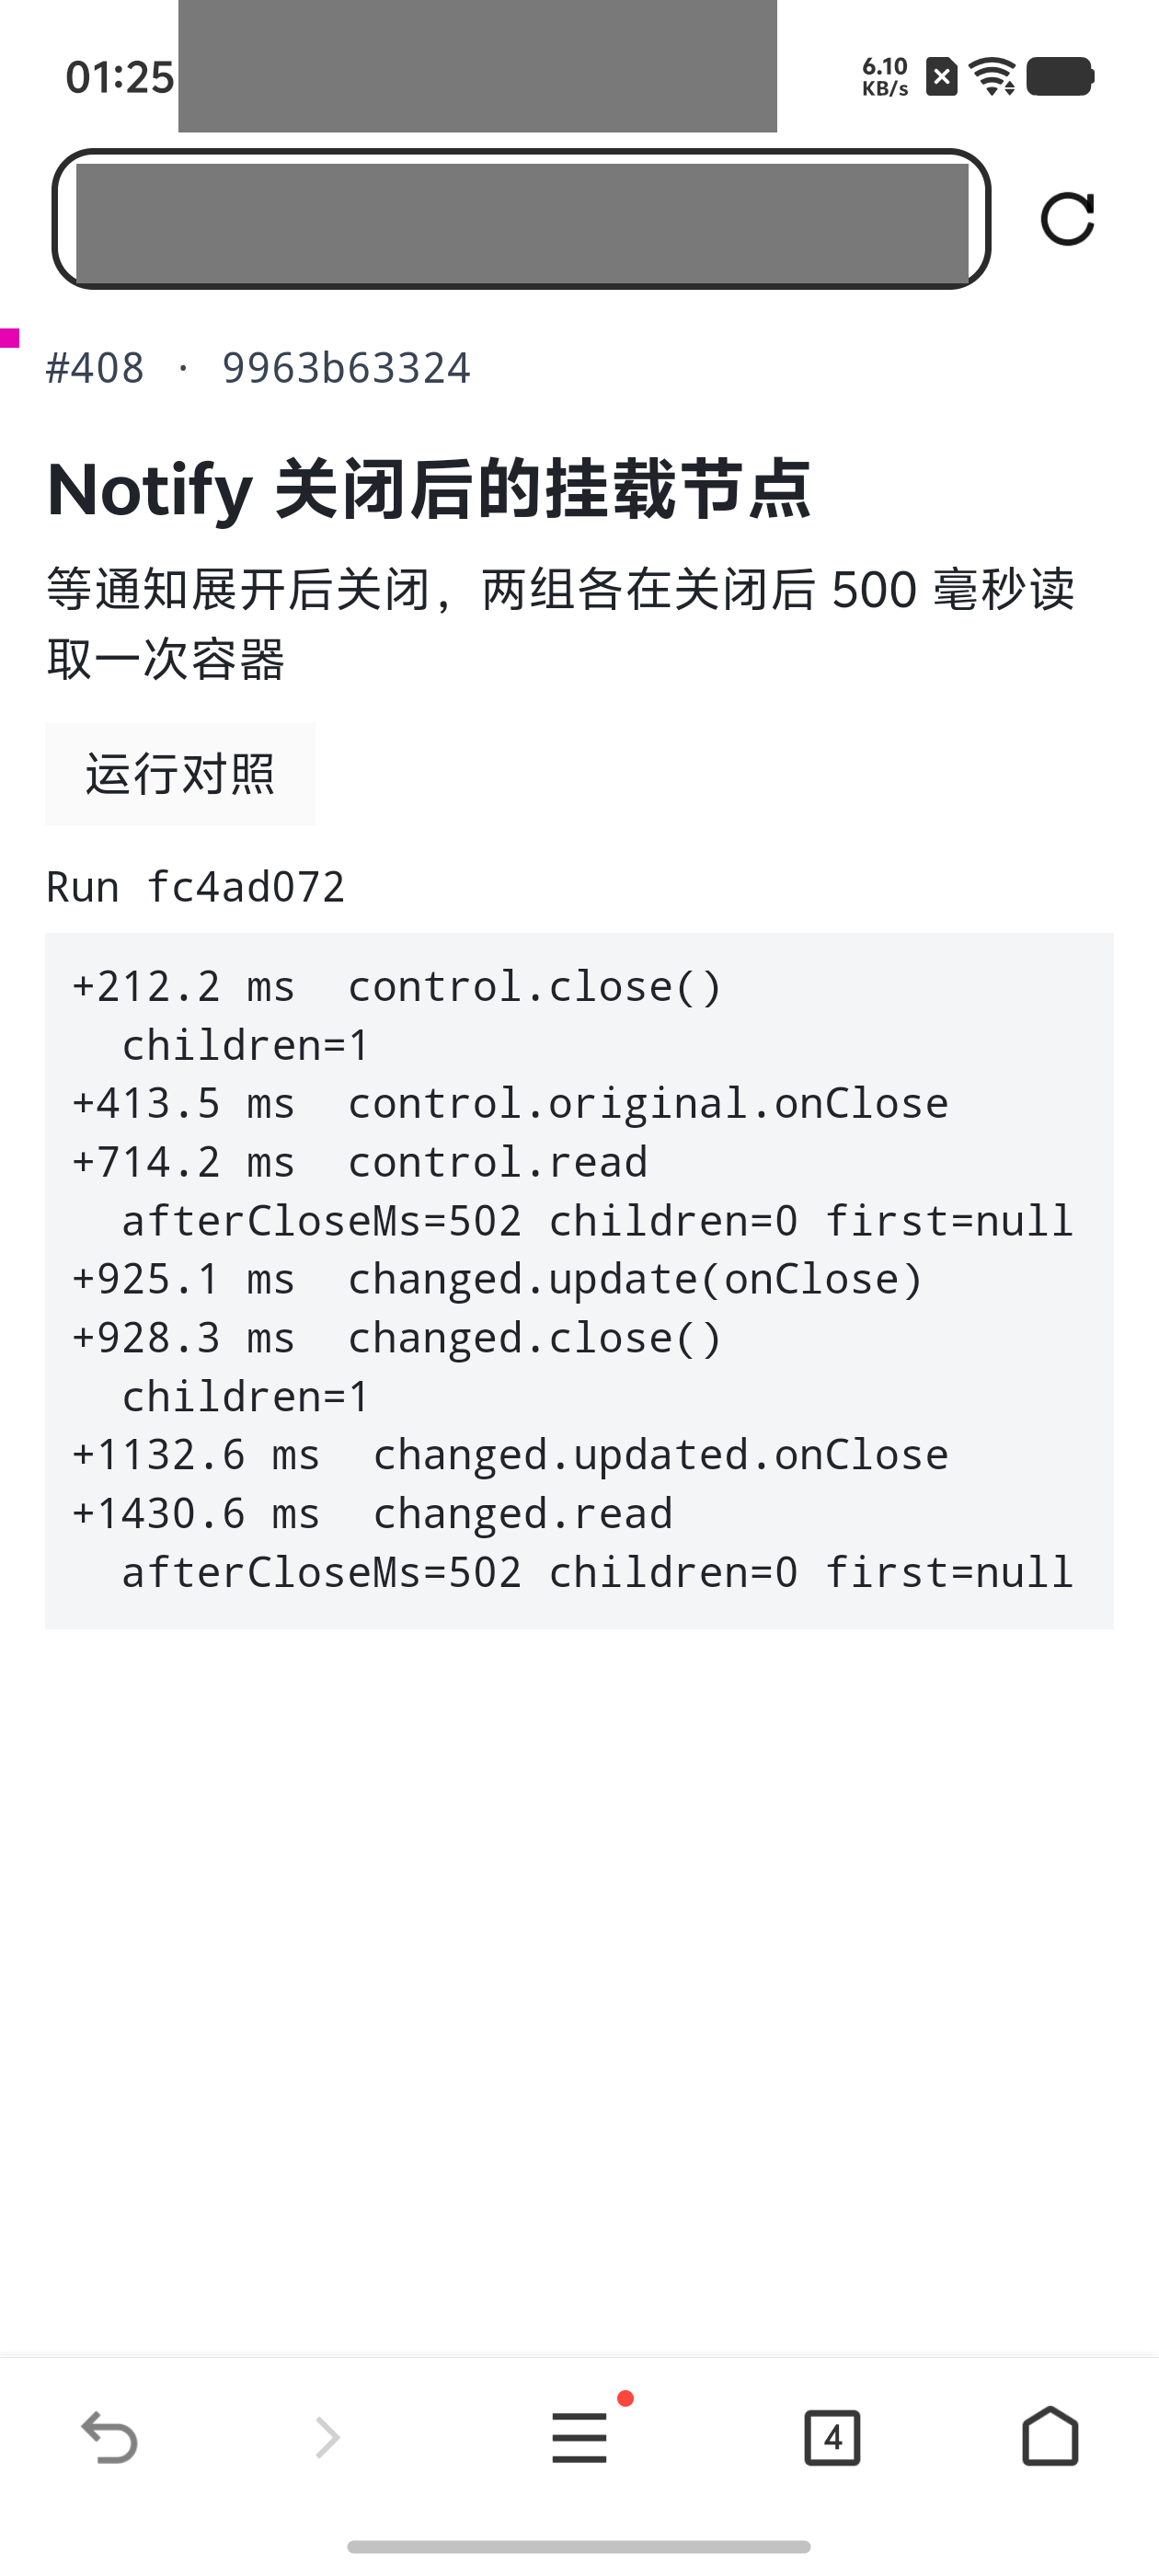 01:25
6.10
KB/s
#408 · 9963b63324
Notify 关闭后的挂载节点
等通知展开后关闭，两组各在关闭后 500 毫秒读
取一次容器
运行对照
Run fc4ad072
+212.2 ms  control.close()
  children=1
+413.5 ms  control.original.onClose
+714.2 ms  control.read
  afterCloseMs=502 children=0 first=null
+925.1 ms  changed.update(onClose)
+928.3 ms  changed.close()
  children=1
+1132.6 ms  changed.updated.onClose
+1430.6 ms  changed.read
  afterCloseMs=502 children=0 first=null
4